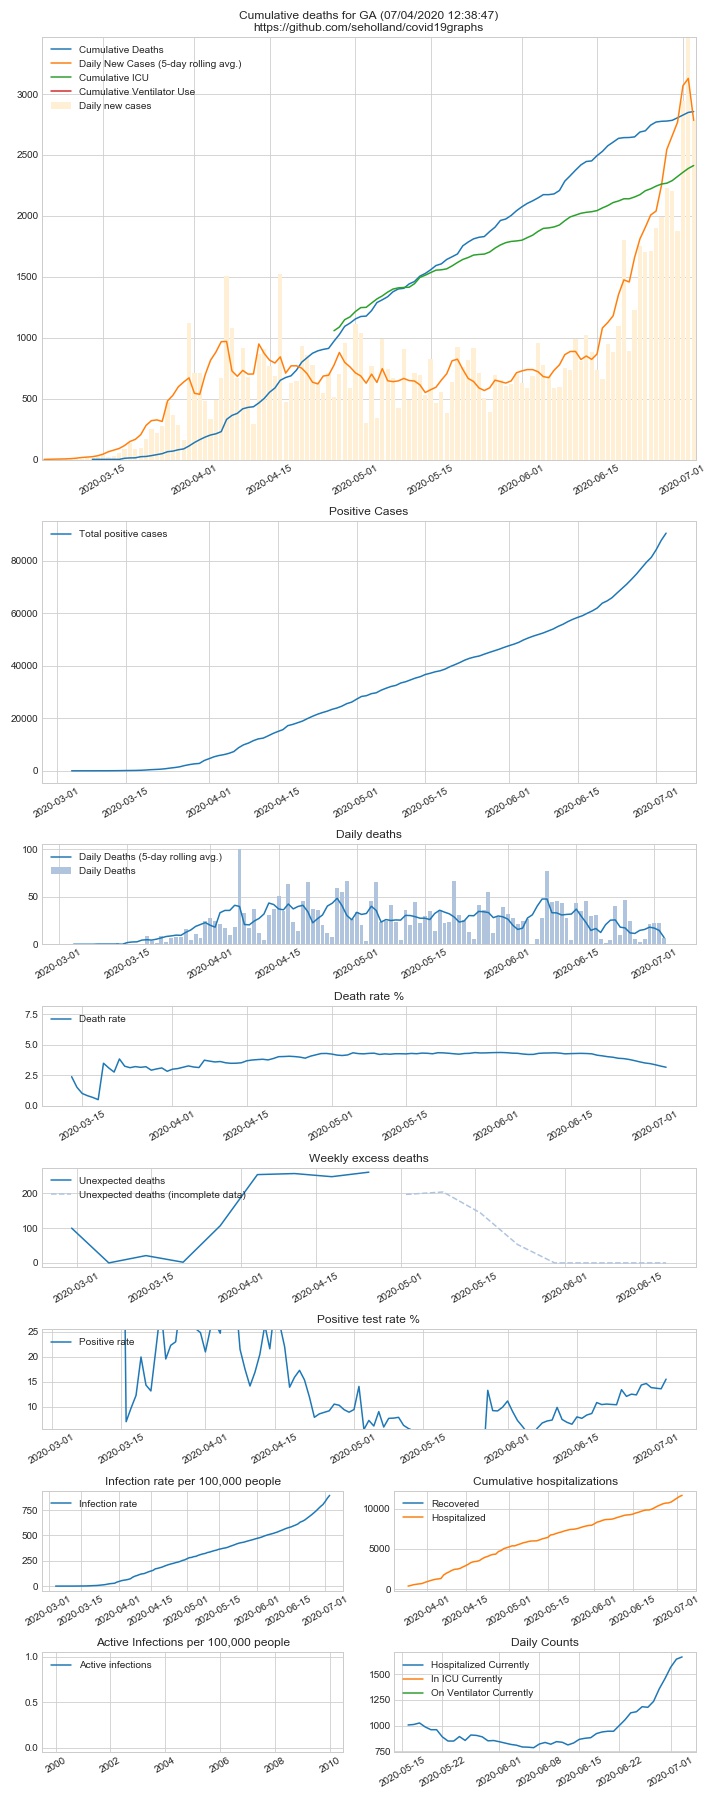 Cumulative deaths for GA (07/04/2020 12:38:47)
https://github.com/seholland/covid19graphs
Cumulative Deaths
Daily New Cases (5-day rolling avg.)
Cumulative ICU
Cumulative Ventilator Use
Daily new cases
3000
2500
2000
1500
1000
500
0
2020-03-15 2020-04-01 2020-04-15 2020-05-01 2020-05-15 2020-06-01 2020-06-15 2020-07-01
Positive Cases
Total positive cases
80000
60000
40000
20000
0
2020-03-01 2020-03-15 2020-04-01 2020-04-15 2020-05-01 2020-05-15 2020-06-01 2020-06-15 2020-07-01
Daily deaths
Daily Deaths (5-day rolling avg.)
Daily Deaths
100
50
0
2020-03-01 2020-03-15 2020-04-01 2020-04-15 2020-05-01 2020-05-15 2020-06-01 2020-06-15 2020-07-01
Death rate %
Death rate
7.5
5.0
2.5
0.0
2020-03-15 2020-04-01 2020-04-15 2020-05-01 2020-05-15 2020-06-01 2020-06-15 2020-07-01
Weekly excess deaths
Unexpected deaths
Unexpected deaths (incomplete data)
200
100
0
2020-03-01 2020-03-15 2020-04-01 2020-04-15 2020-05-01 2020-05-15 2020-06-01 2020-06-15
Positive test rate %
Positive rate
25
20
15
10
2020-03-01 2020-03-15 2020-04-01 2020-04-15 2020-05-01 2020-05-15 2020-06-01 2020-06-15 2020-07-01
Infection rate per 100,000 people
Infection rate
750
500
250
0
2020-03-01 2020-03-15 2020-04-01 2020-04-15 2020-05-01 2020-05-15 2020-06-01 2020-06-15 2020-07-01
Cumulative hospitalizations
Recovered
Hospitalized
10000
5000
0
2020-04-01 2020-04-15 2020-05-01 2020-05-15 2020-06-01 2020-06-15 2020-07-01
Active Infections per 100,000 people
Active infections
1.0
0.5
0.0
2000 2002 2004 2006 2008 2010
Daily Counts
Hospitalized Currently
In ICU Currently
On Ventilator Currently
1500
1250
1000
750
2020-05-15 2020-05-22 2020-06-01 2020-06-08 2020-06-15 2020-06-22 2020-07-01